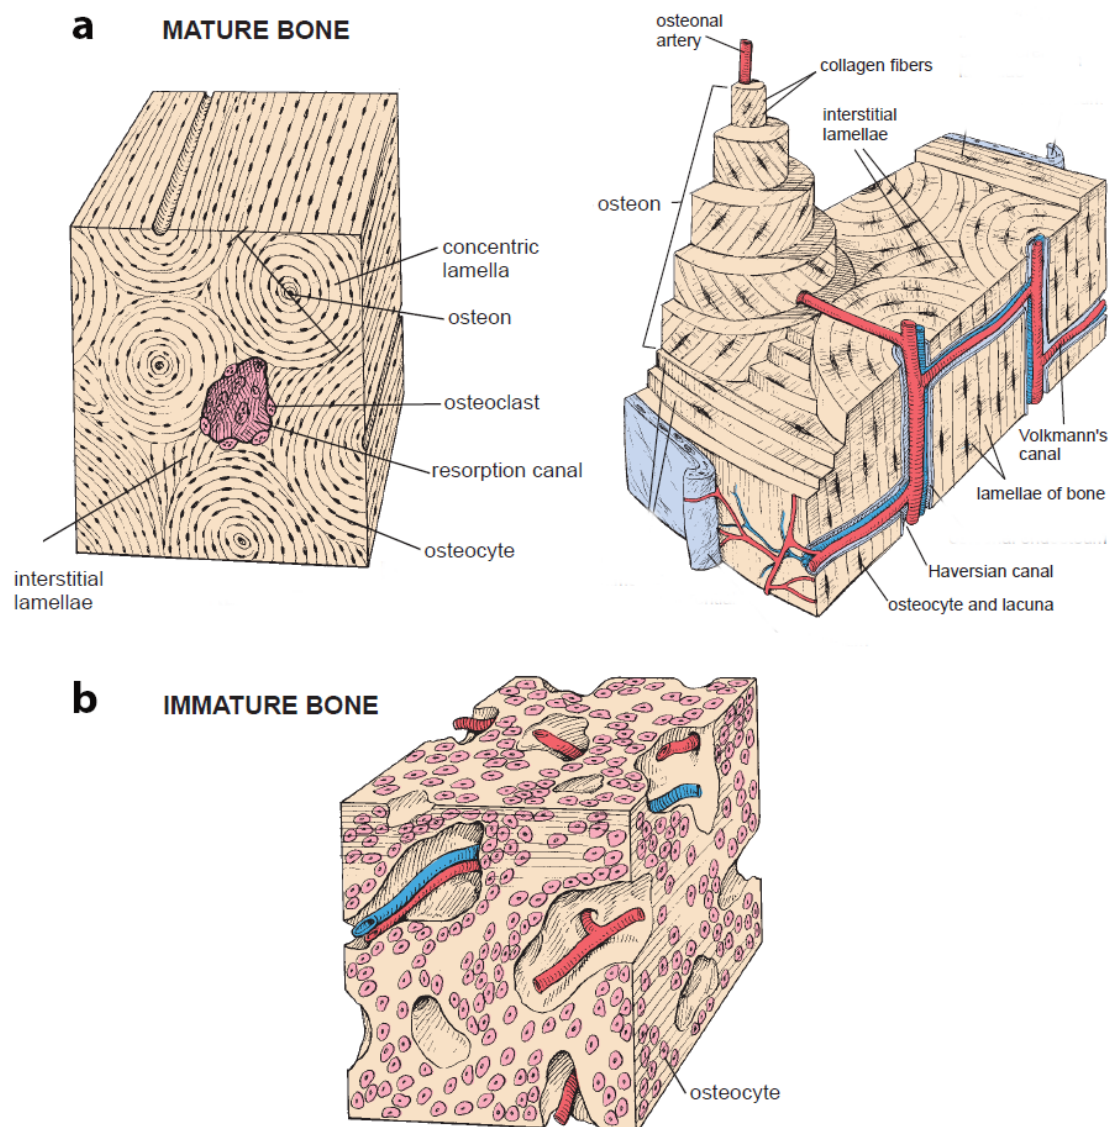 a MATURE BONE
concentric
lamella
osteon
osteoclast
resorption canal
osteocyte
interstitial
lamellae
osteonal
artery
collagen fibers
interstitial
lamellae
osteon
Volkmann's
canal
lamellae of bone
Haversian canal
osteocyte and lacuna
b IMMATURE BONE
osteocyte